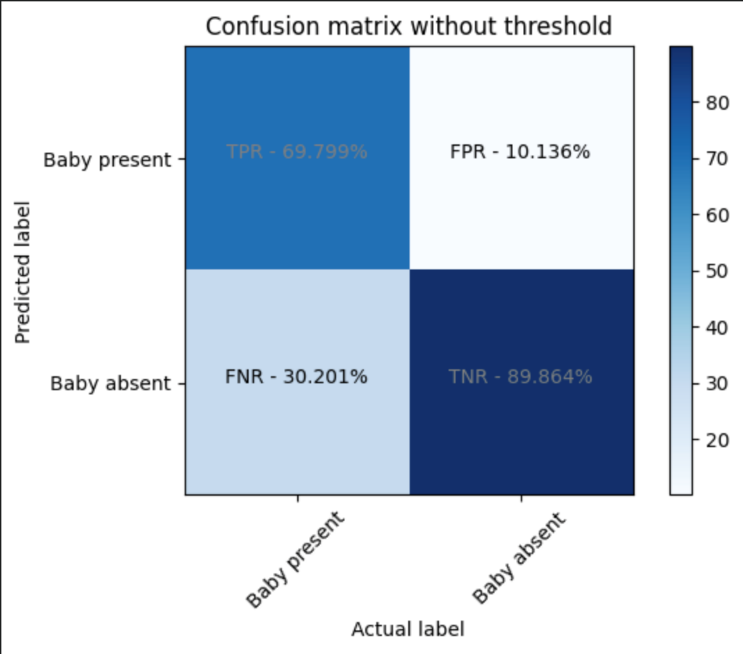 Confusion matrix without threshold
Predicted label
Baby present
TPR - 69.799%
FPR - 10.136%
Baby absent
FNR - 30.201%
TNR - 89.864%
Baby present
Baby absent
Actual label
80
70
60
50
40
30
20